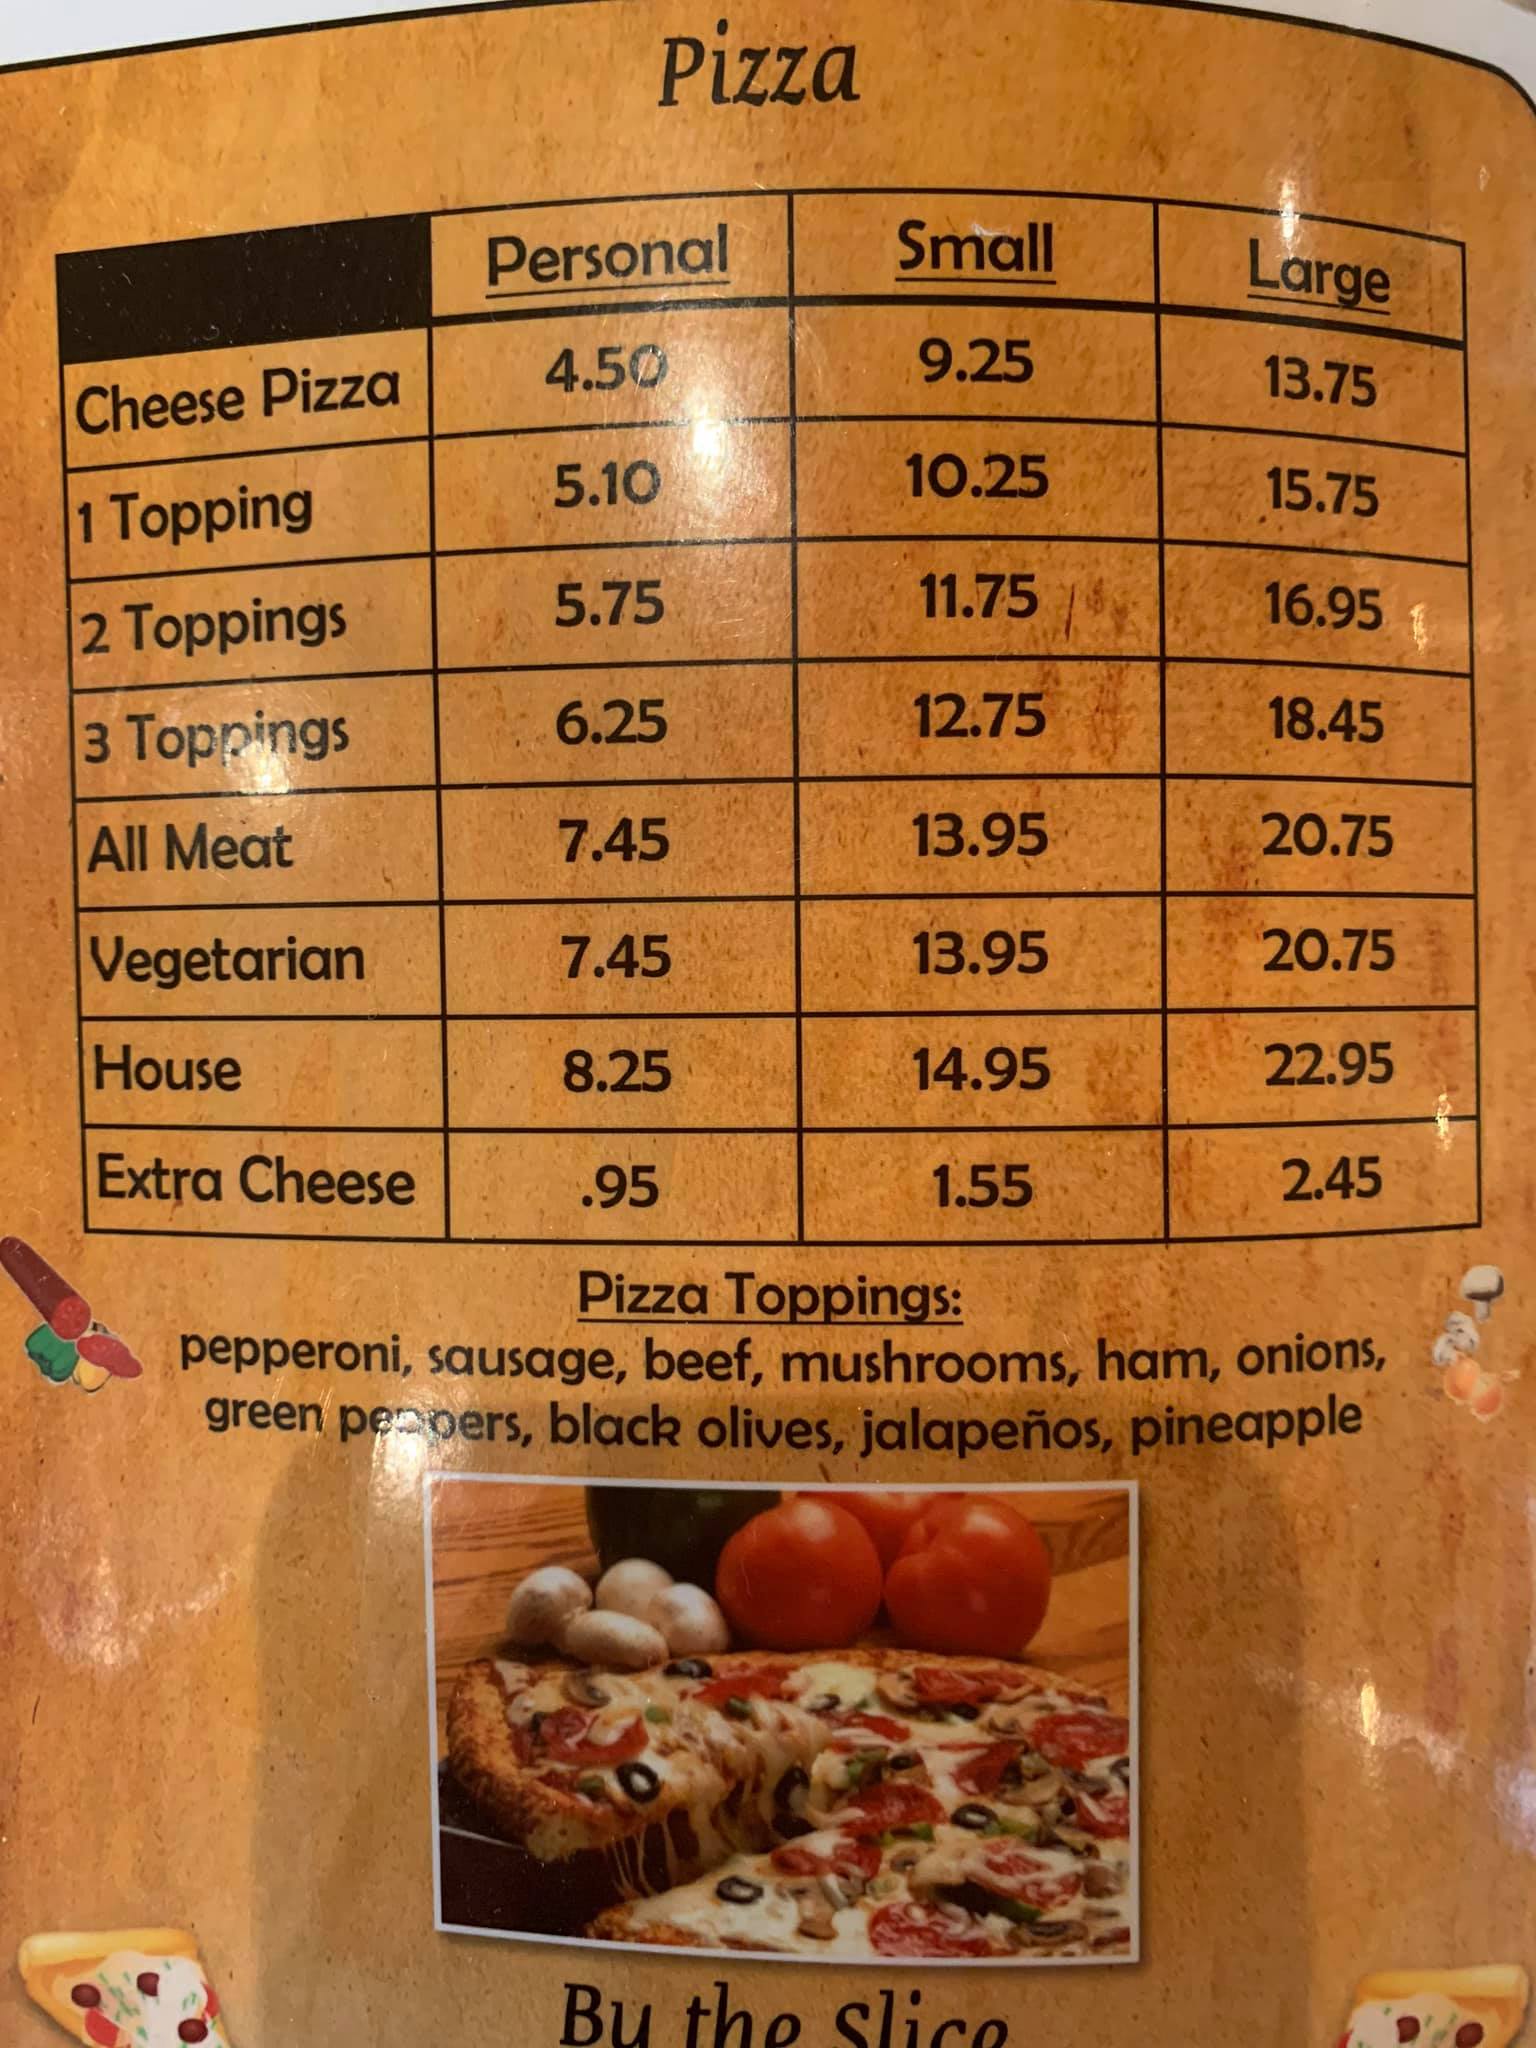 Pizza
Personal Small Large
Cheese Pizza 4.50 9.25 13.75
1 Topping 5.10 10.25 15.75
2 Toppings 5.75 11.75 16.95
3 Toppings 6.25 12.75 18.45
All Meat 7.45 13.95 20.75
Vegetarian 7.45 13.95 20.75
House 8.25 14.95 22.95
Extra Cheese .95 1.55 2.45
Pizza Toppings:
pepperoni, sausage, beef, mushrooms, ham, onions,
green peppers, black olives, jalapeños, pineapple
By the Slice